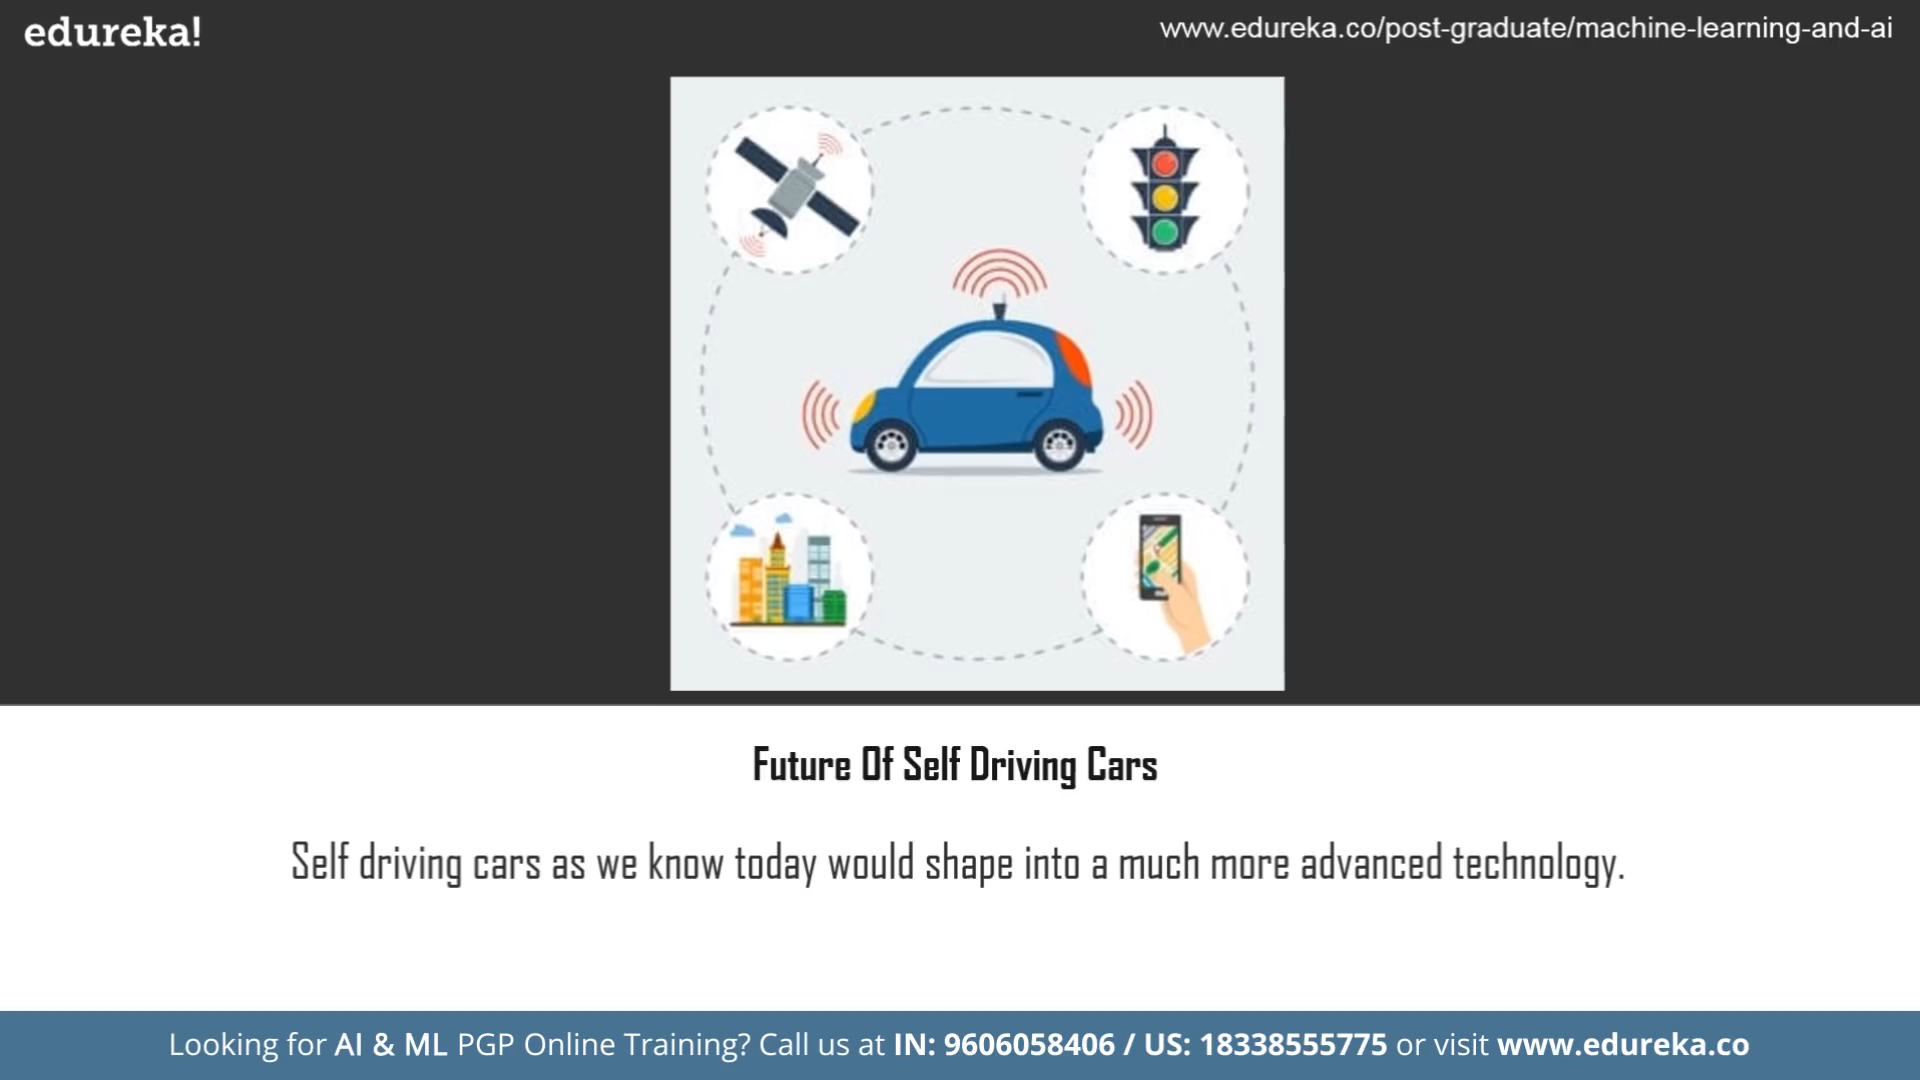 edureka!
www.edureka.co/post-graduate/machine-learning-and-ai
Future Of Self Driving Cars
Self driving cars as we know today would shape into a much more advanced technology.
Looking for AI & ML PGP Online Training? Call us at IN: 9606058406 / US: 18338555775 or visit www.edureka.co